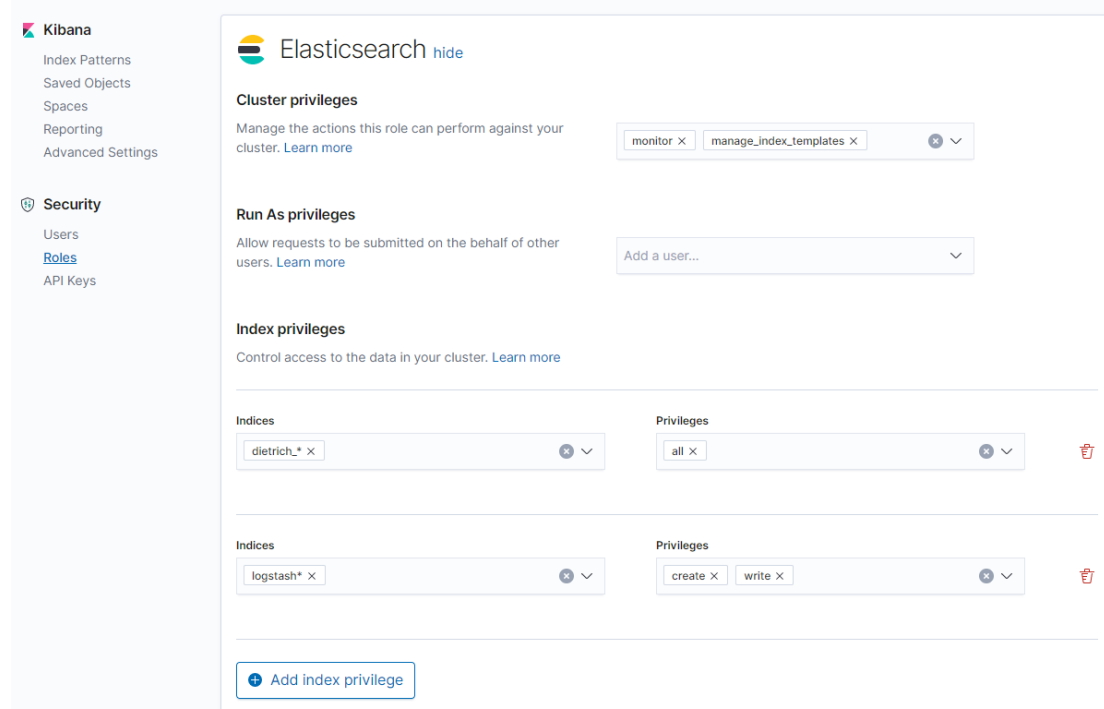 Kibana
Index Patterns
Saved Objects
Spaces
Reporting
Advanced Settings
Security
Users
Roles
API Keys
Elasticsearch hide
Cluster privileges
Manage the actions this role can perform against your
cluster. Learn more
monitor × manage_index_templates ×
Run As privileges
Allow requests to be submitted on the behalf of other
users. Learn more
Add a user...
Index privileges
Control access to the data in your cluster. Learn more
Indices Privileges
dietrich_* × all ×
Indices Privileges
logstash* × create × write ×
Add index privilege